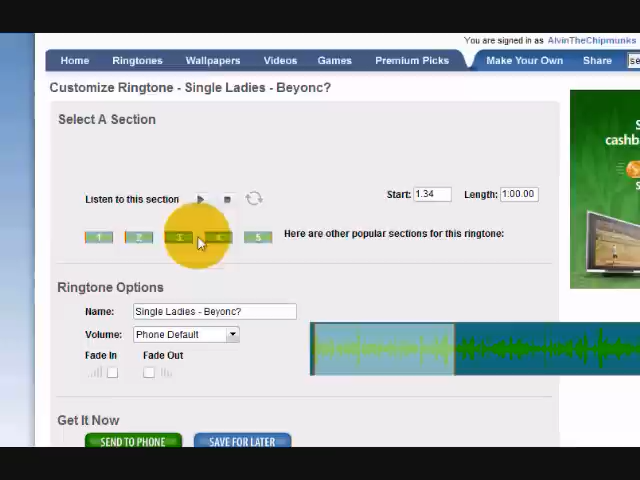 You are signed in as AlvinTheChipmunks
Home Ringtones Wallpapers Videos Games Premium Picks Make Your Own Share se
Customize Ringtone - Single Ladies - Beyonc?
Select A Section
Listen to this section
Start: 1.34 Length: 1:00.00
1 2 3 4 5 Here are other popular sections for this ringtone:
Ringtone Options
Name: Single Ladies - Beyonc?
Volume: Phone Default
Fade In Fade Out
Get It Now
SEND TO PHONE SAVE FOR LATER
S
cashba